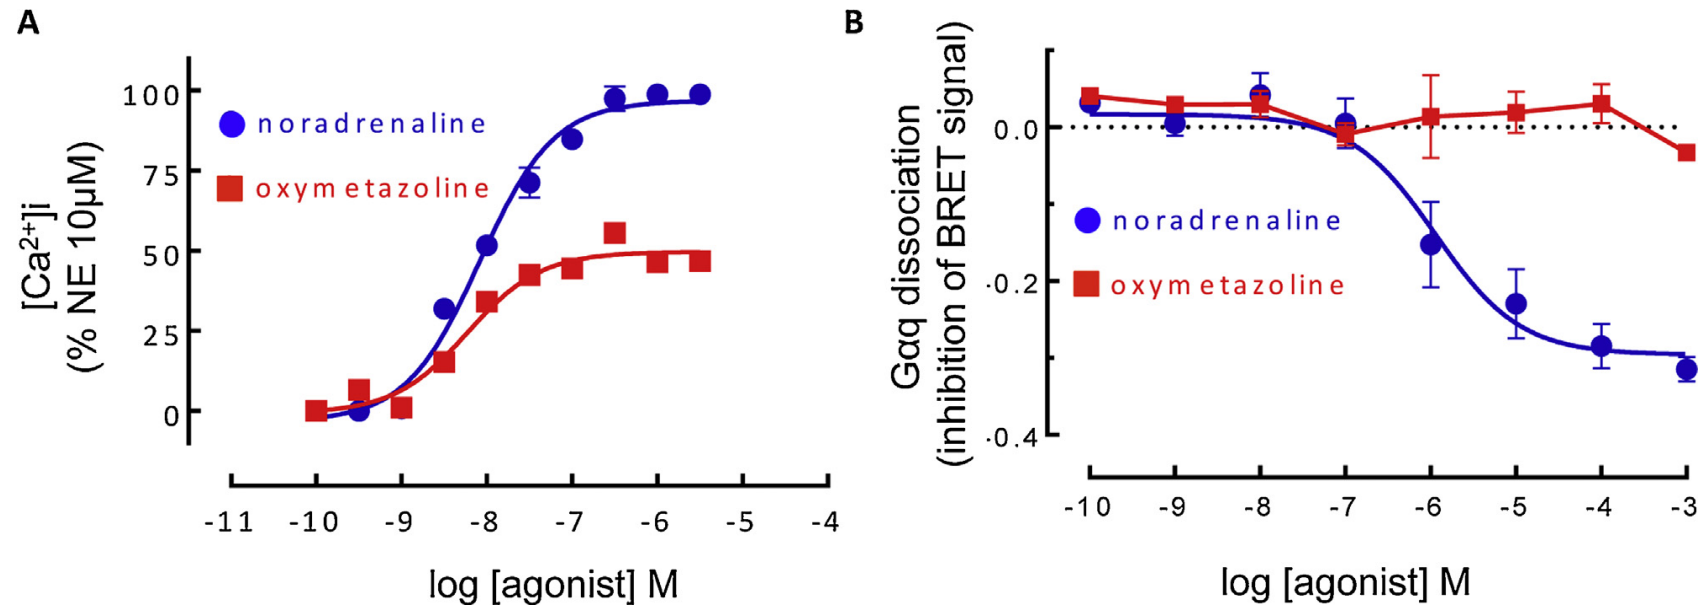 A
[Ca2+]i
(% NE 10µM)
100
75
50
25
0
noradrenaline
oxymetazoline
-11 -10 -9 -8 -7 -6 -5 -4
log [agonist] M
B
Gαq dissociation
(inhibition of BRET signal)
0.0
-0.2
-0.4
noradrenaline
oxymetazoline
-10 -9 -8 -7 -6 -5 -4 -3
log [agonist] M